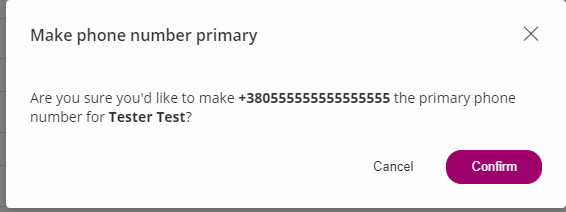 Make phone number primary
Are you sure you'd like to make +380555555555555555 the primary phone
number for Tester Test?
Cancel
Confirm